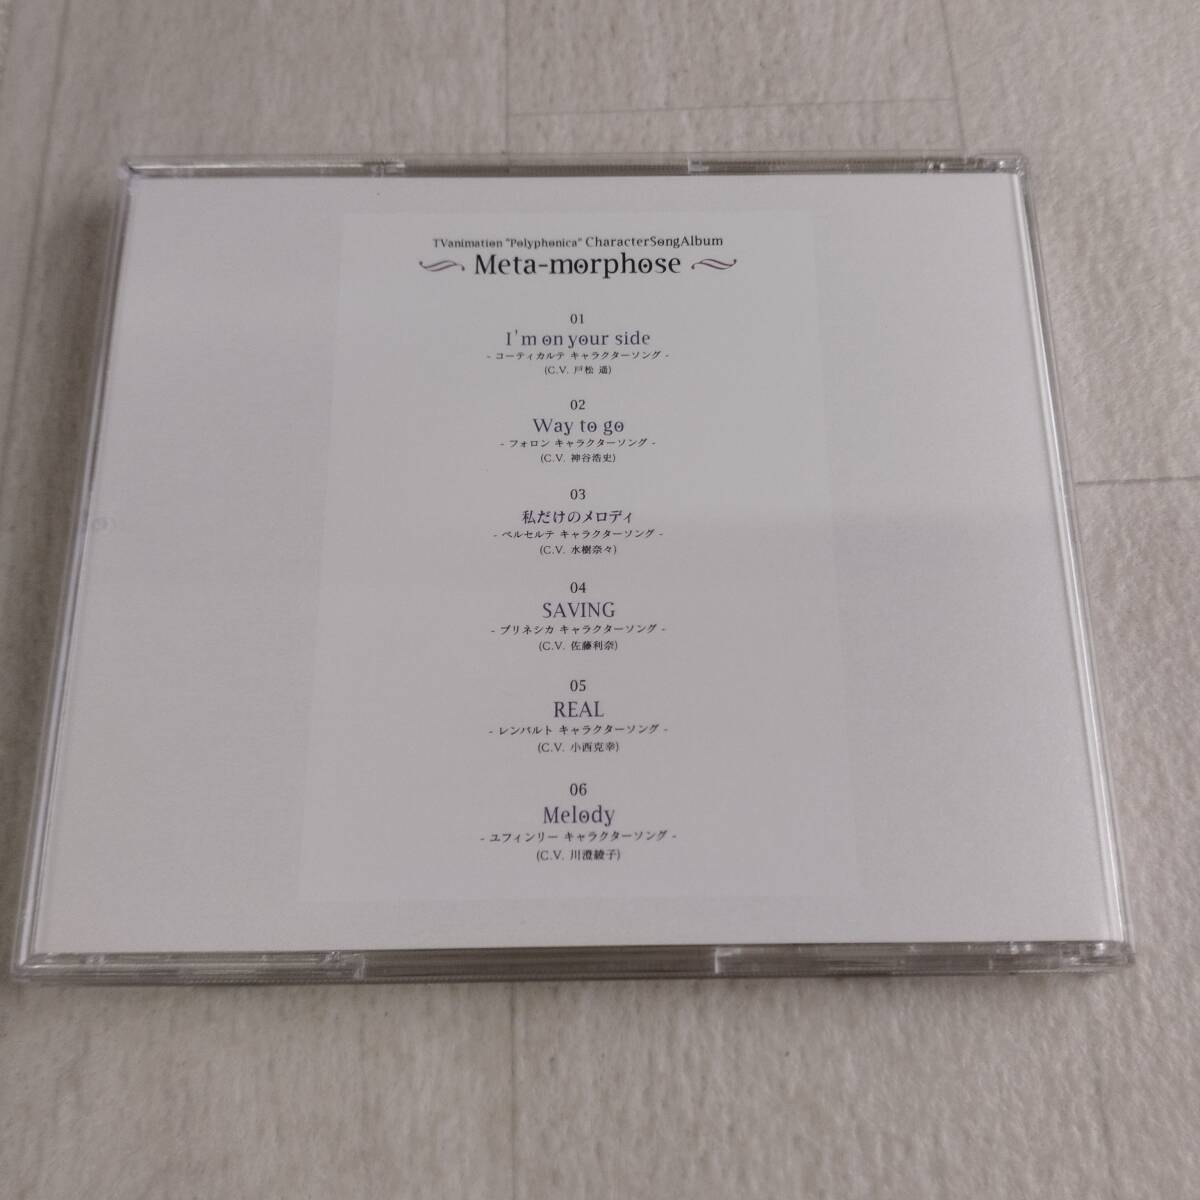 TVanimation "Polyphonica" CharacterSongAlbum
Meta-morphose
01
I'm on your side
- コーティカルテ キャラクターソング -
(C.V. 戸松 遥)
02
Way to go
- フォロン キャラクターソング -
(C.V. 神谷浩史)
03
私だけのメロディ
- ペルセルテ キャラクターソング -
(C.V. 水樹奈々)
04
SAVING
- プリネシカ キャラクターソング -
(C.V. 佐藤利奈)
05
REAL
- レンバルト キャラクターソング -
(C.V. 小西克幸)
06
Melody
- ユフィンリー キャラクターソング -
(C.V. 川澄綾子)